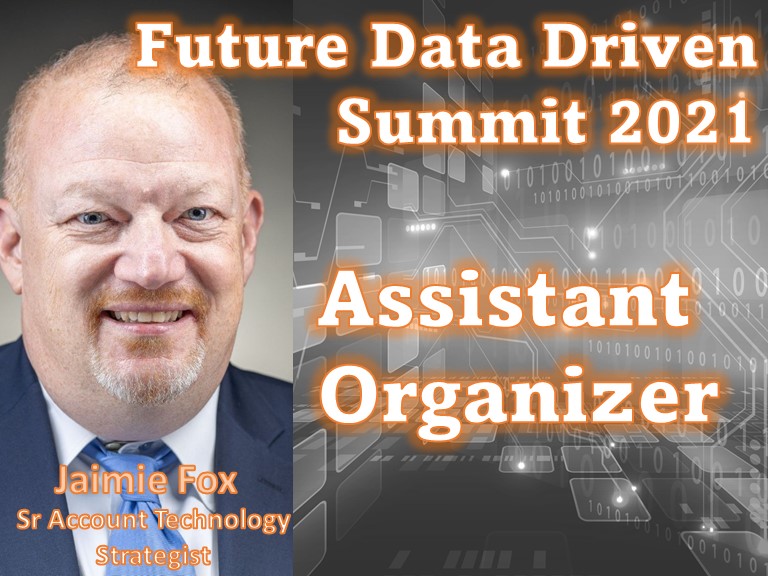 Future Data Driven
Summit 2021
Assistant
Organizer
Jaimie Fox
Sr Account Technology
Strategist